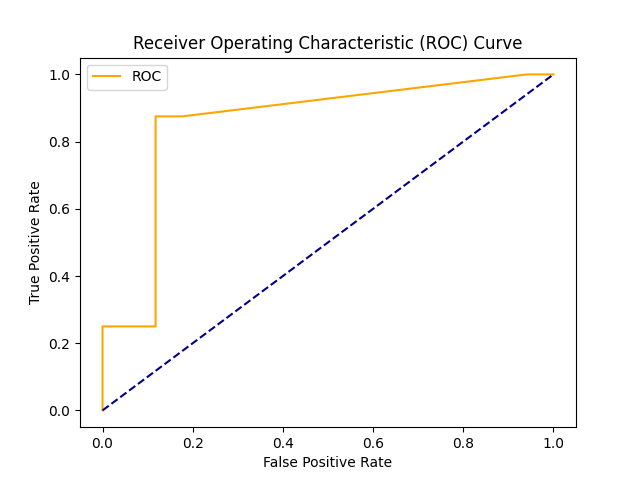 Receiver Operating Characteristic (ROC) Curve
ROC
1.0
0.8
0.6
0.4
0.2
0.0
True Positive Rate
0.0 0.2 0.4 0.6 0.8 1.0
False Positive Rate